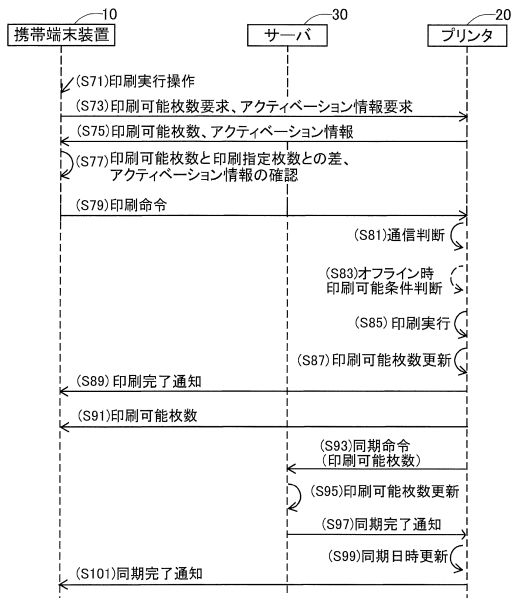 10
30
20
携帯端末装置
サーバ
プリンタ
(S71)印刷実行操作
(S73)印刷可能枚数要求、アクティベーション情報要求
(S75)印刷可能枚数、アクティベーション情報
(S77)印刷可能枚数と印刷指定枚数との差、
アクティベーション情報の確認
(S79)印刷命令
(S81)通信判断
(S83)オフライン時
印刷可能条件判断
(S85)印刷実行
(S87)印刷可能枚数更新
(S89)印刷完了通知
(S91)印刷可能枚数
(S93)同期命令
(印刷可能枚数)
(S95)印刷可能枚数更新
(S97)同期完了通知
(S99)同期日時更新
(S101)同期完了通知